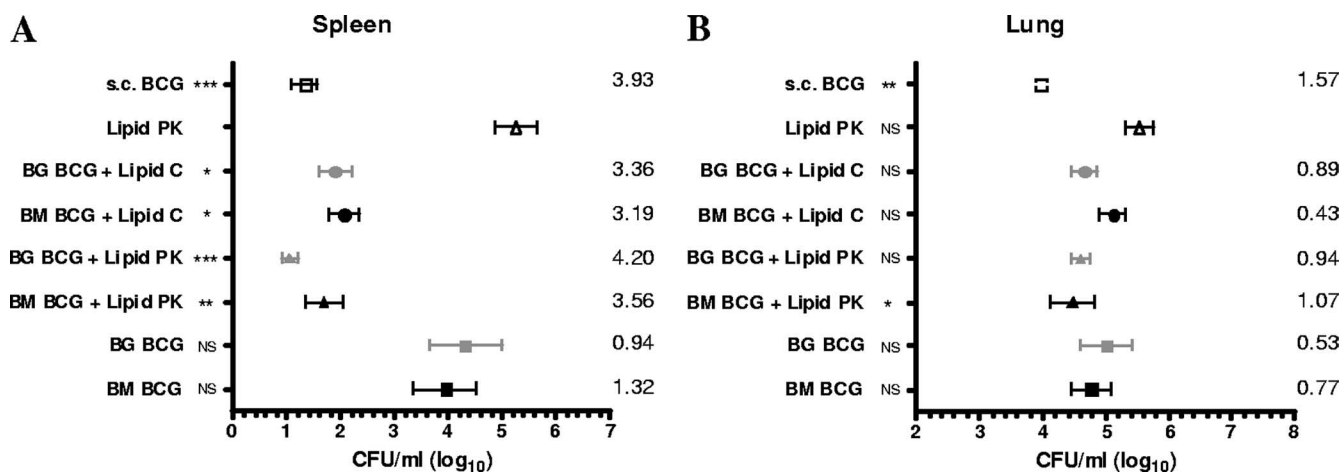 A
Spleen
s.c. BCG *** 3.93
Lipid PK
BG BCG + Lipid C * 3.36
BM BCG + Lipid C * 3.19
BG BCG + Lipid PK *** 4.20
BM BCG + Lipid PK ** 3.56
BG BCG NS 0.94
BM BCG NS 1.32
0 1 2 3 4 5 6 7
CFU/ml (log10)
B
Lung
s.c. BCG ** 1.57
Lipid PK NS
BG BCG + Lipid C NS 0.89
BM BCG + Lipid C NS 0.43
BG BCG + Lipid PK NS 0.94
BM BCG + Lipid PK * 1.07
BG BCG NS 0.53
BM BCG NS 0.77
2 3 4 5 6 7 8
CFU/ml (log10)